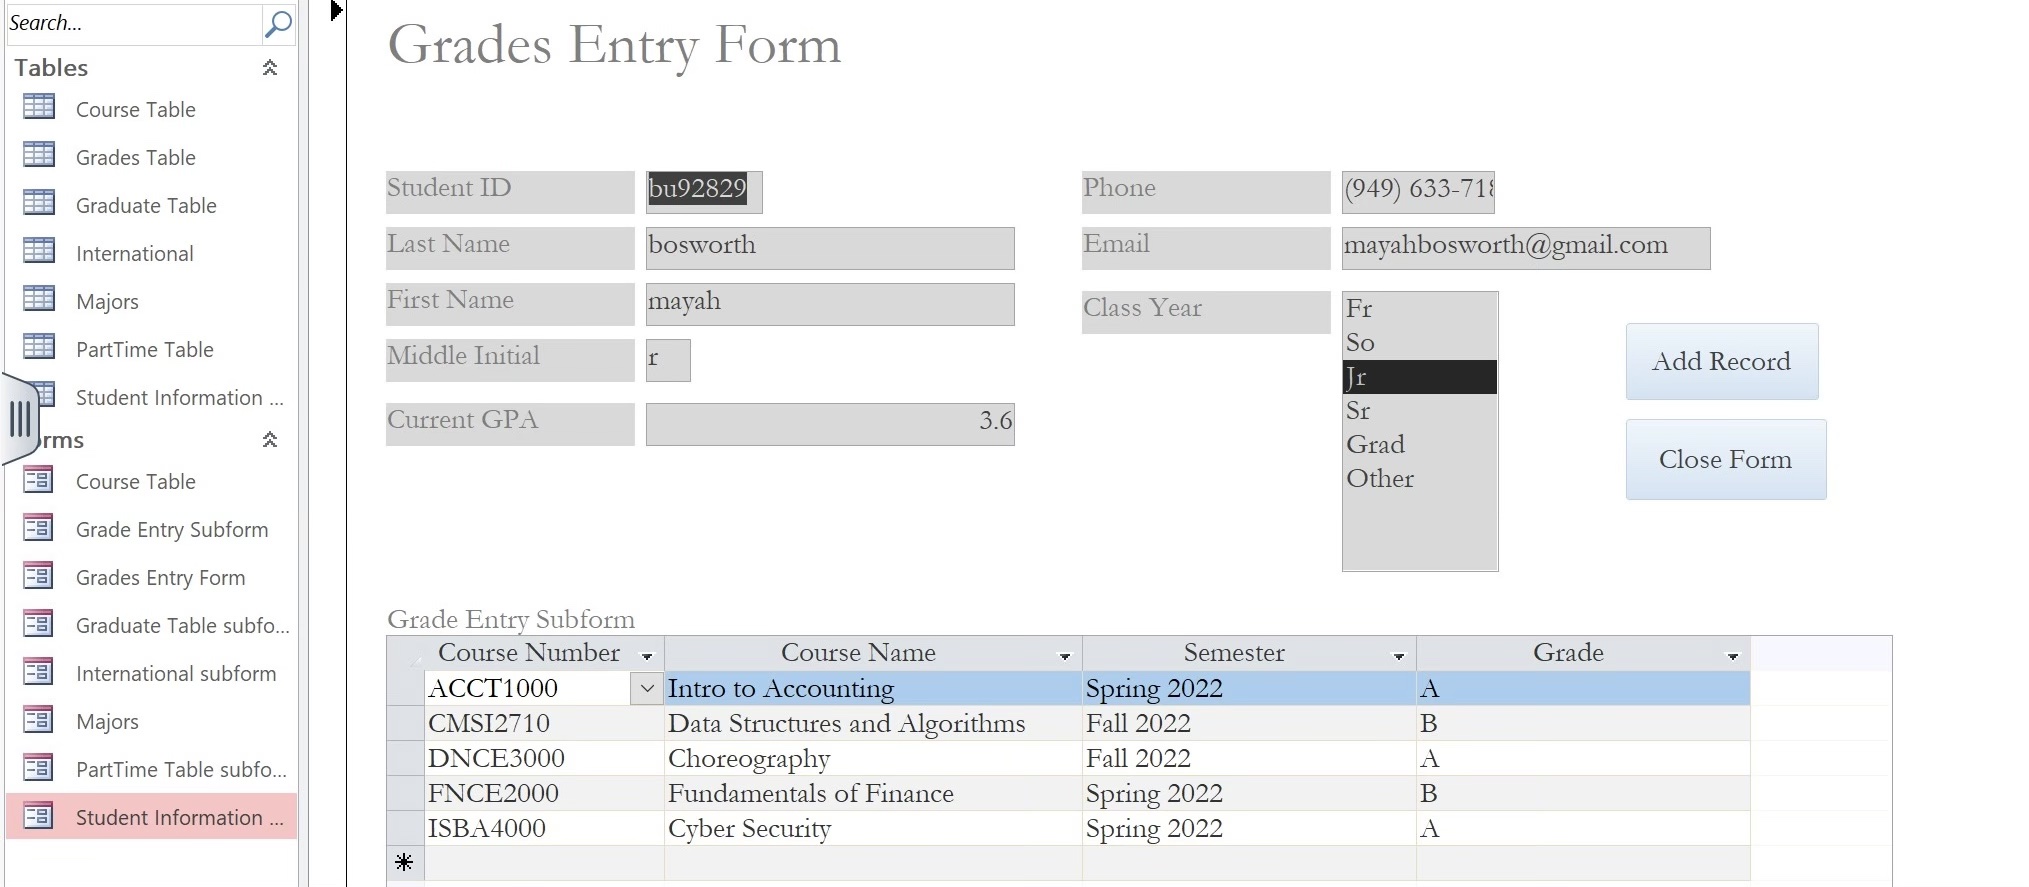 Search...
Tables
Course Table
Grades Table
Graduate Table
International
Majors
PartTime Table
Student Information ...
rms
Course Table
Grade Entry Subform
Grades Entry Form
Graduate Table subfo...
International subform
Majors
PartTime Table subfo...
Student Information ...
Grades Entry Form
Student ID bu92829
Last Name bosworth
First Name mayah
Middle Initial r
Current GPA 3.6
Phone (949) 633-718
Email mayahbosworth@gmail.com
Class Year
Fr
So
Jr
Sr
Grad
Other
Add Record
Close Form
Grade Entry Subform
Course Number Course Name Semester Grade
ACCT1000 Intro to Accounting Spring 2022 A
CMSI2710 Data Structures and Algorithms Fall 2022 B
DNCE3000 Choreography Fall 2022 A
FNCE2000 Fundamentals of Finance Spring 2022 B
ISBA4000 Cyber Security Spring 2022 A